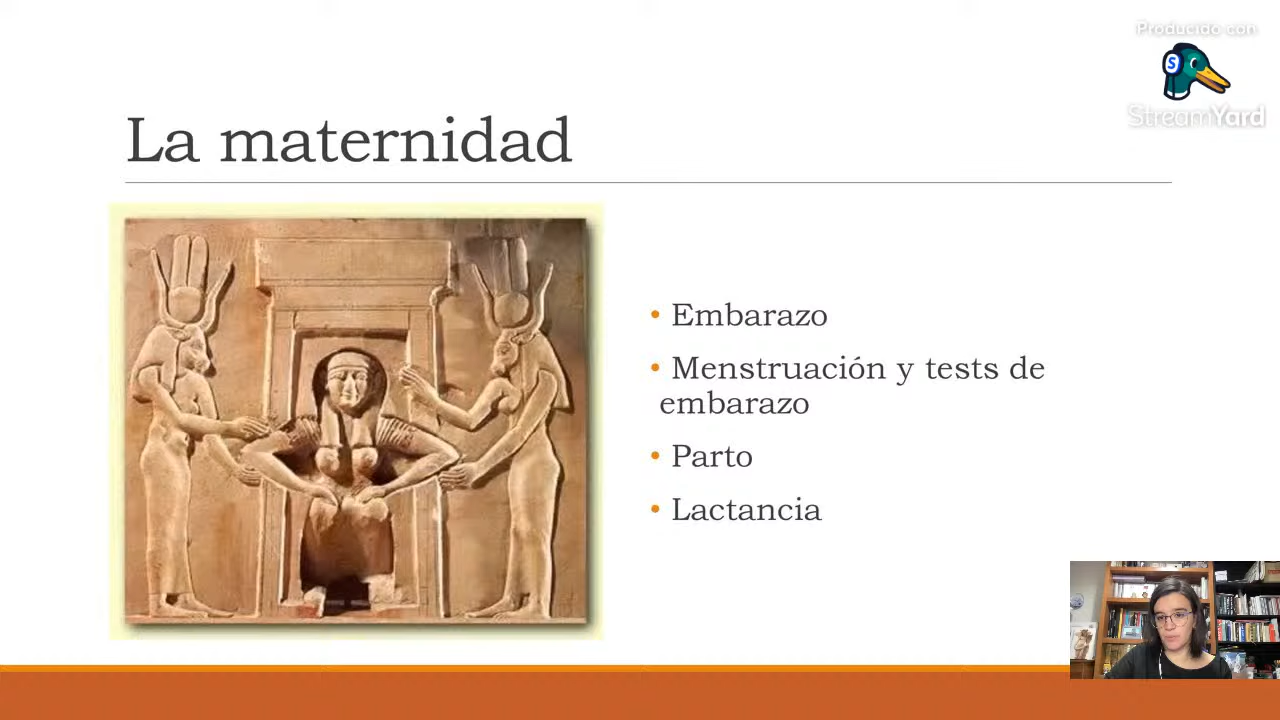 Producido con
StreamYard
La maternidad
• Embarazo
• Menstruación y tests de
embarazo
• Parto
• Lactancia